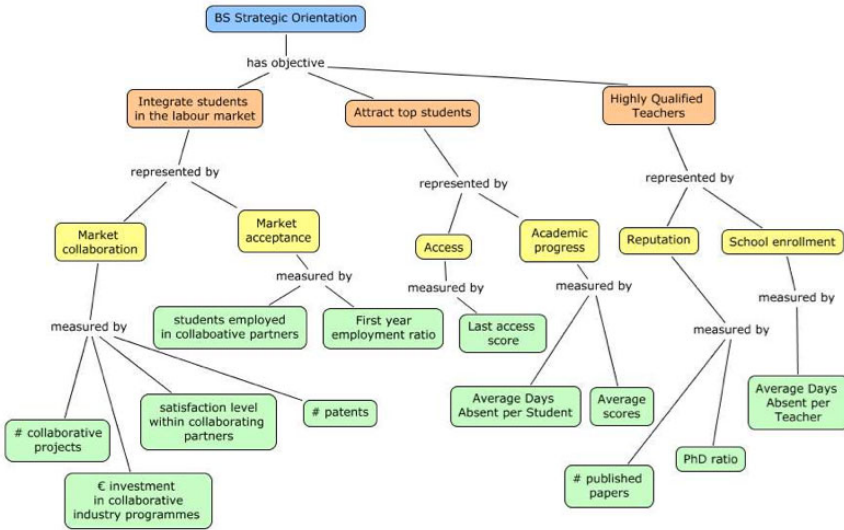 BS Strategic Orientation
has objective
Integrate students
in the labour market
Attract top students
Highly Qualified
Teachers
represented by
represented by
represented by
Market
collaboration
Market
acceptance
Access
Academic
progress
Reputation
School enrollment
measured by
measured by
measured by
measured by
measured by
measured by
students employed
in collaboative partners
First year
employment ratio
Last access
score
# collaborative
projects
€ investment
in collaborative
industry programmes
satisfaction level
within collaborating
partners
# patents
Average Days
Absent per Student
Average
scores
# published
papers
PhD ratio
Average Days
Absent per
Teacher